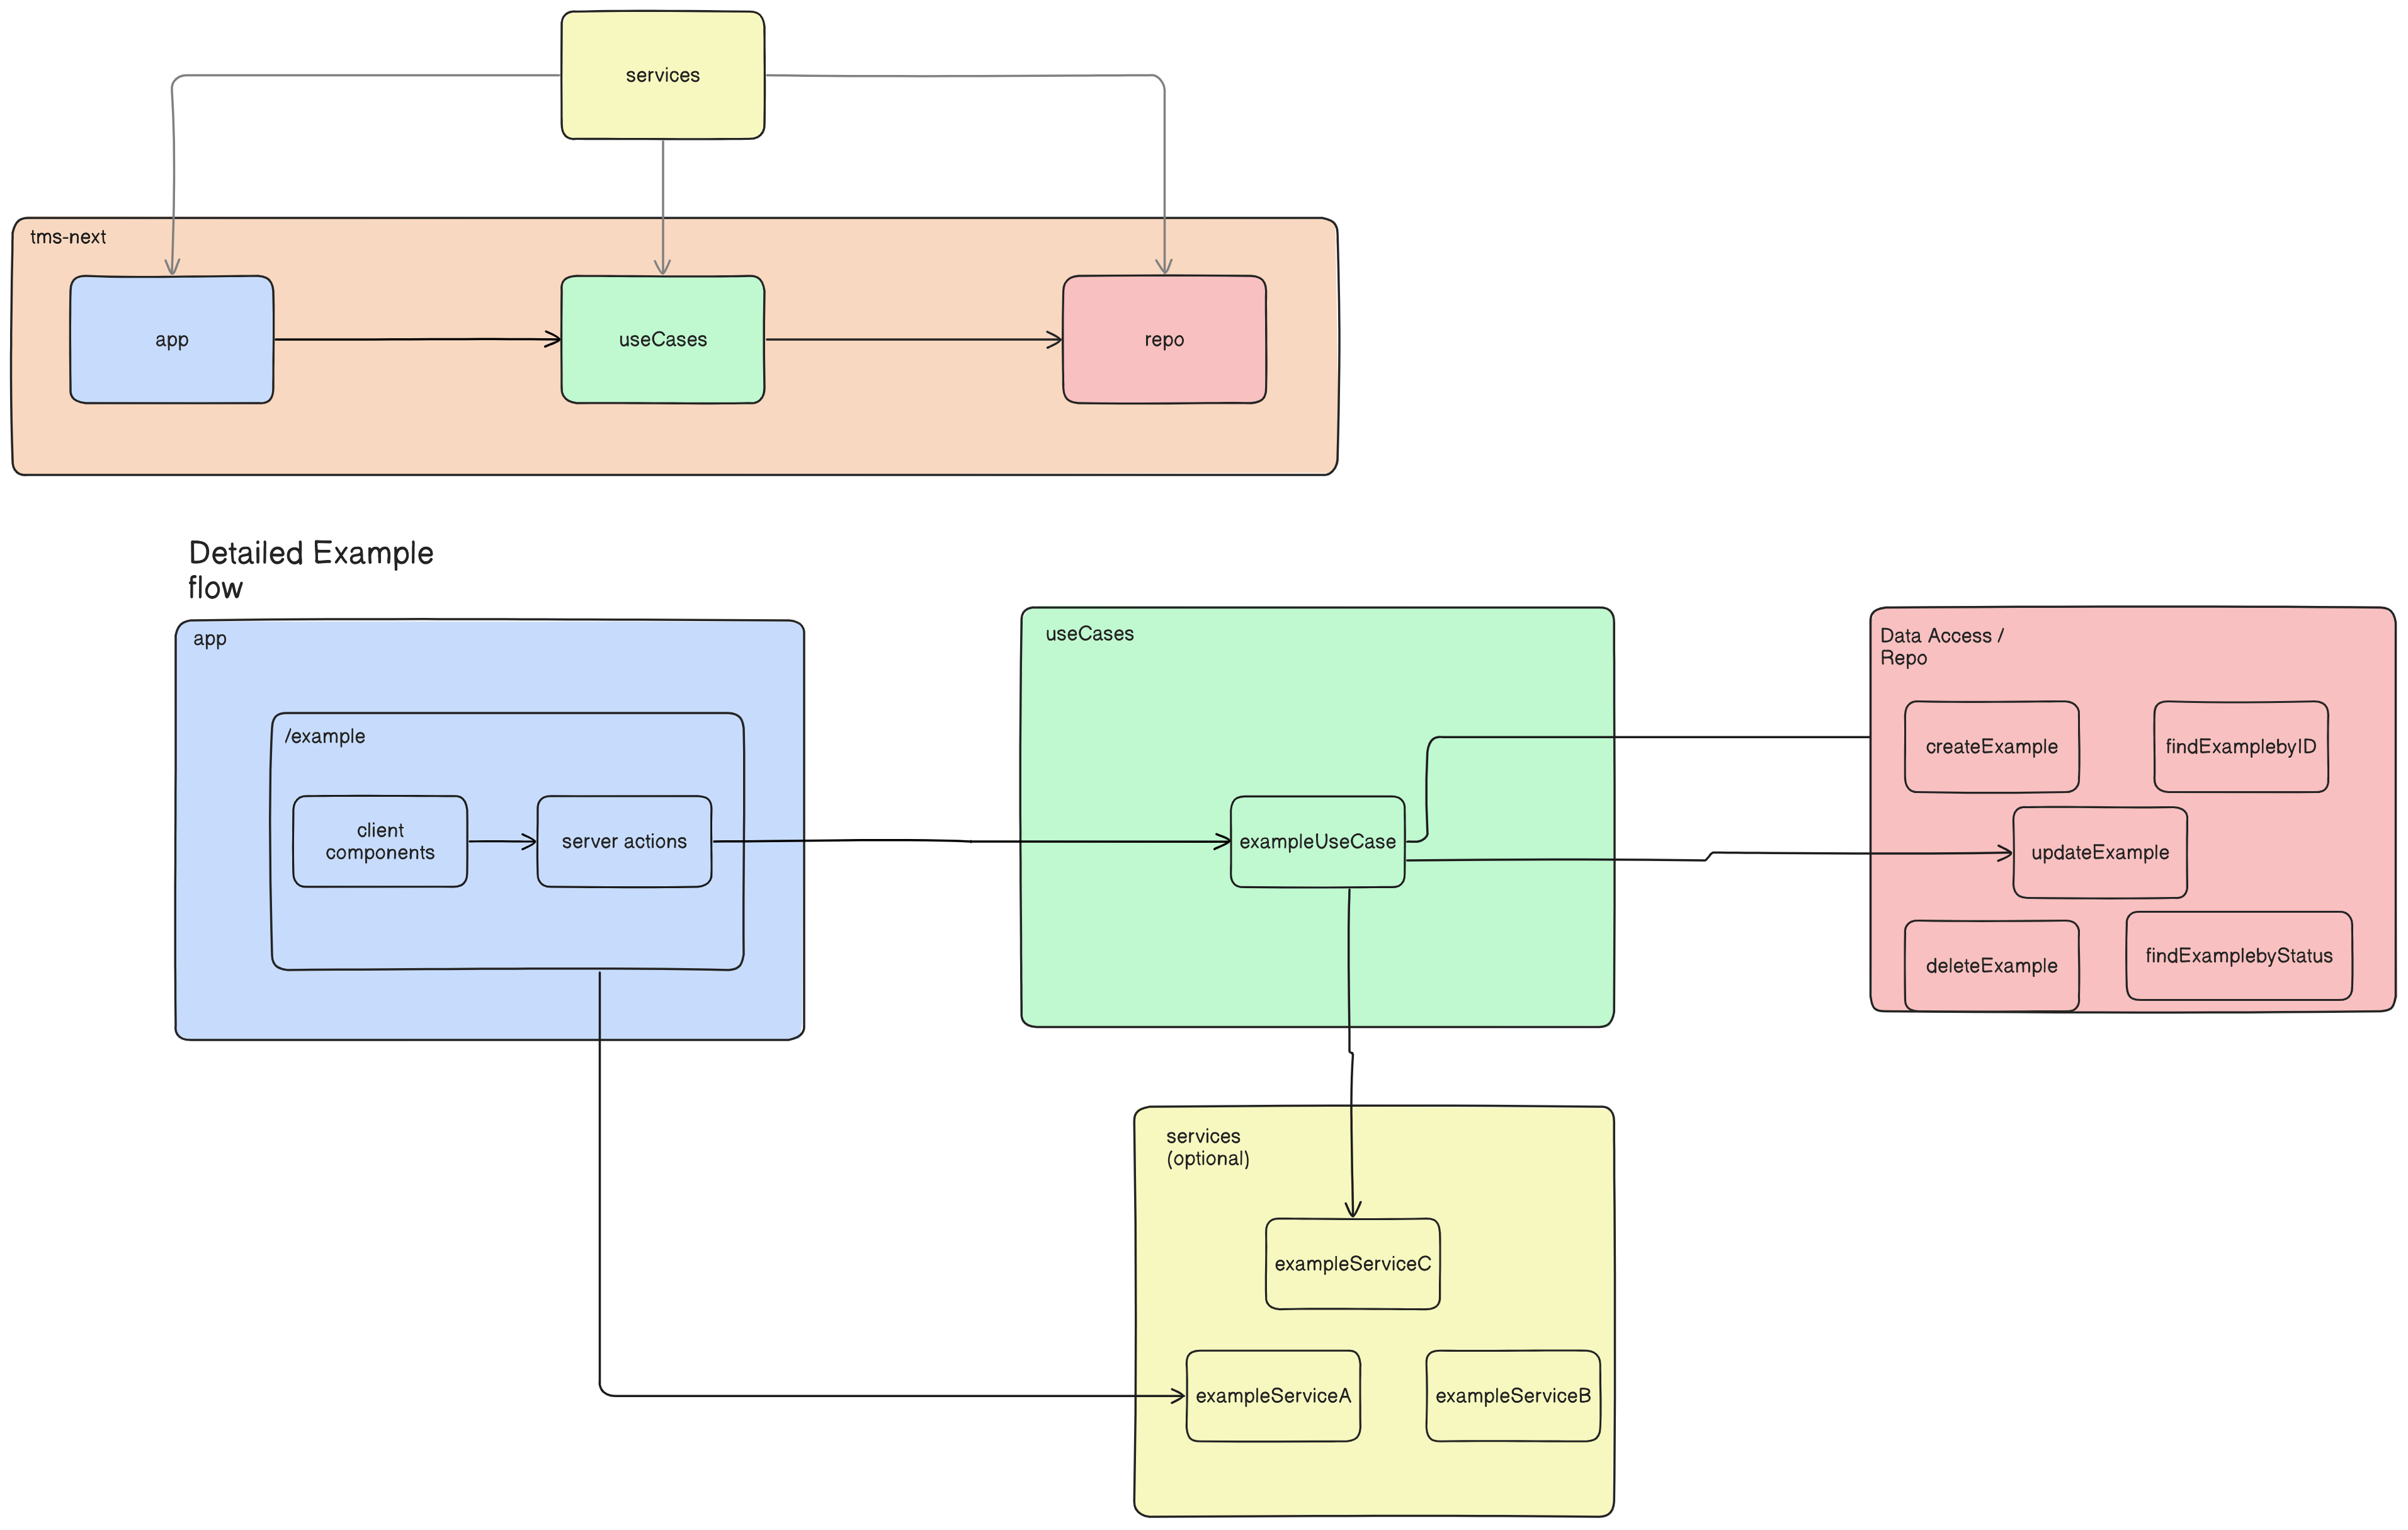 services
tms-next
app
useCases
repo
Detailed Example
flow
app
/example
client
components
server actions
useCases
exampleUseCase
Data Access /
Repo
createExample
findExamplebyID
updateExample
deleteExample
findExamplebyStatus
services
(optional)
exampleServiceC
exampleServiceA
exampleServiceB